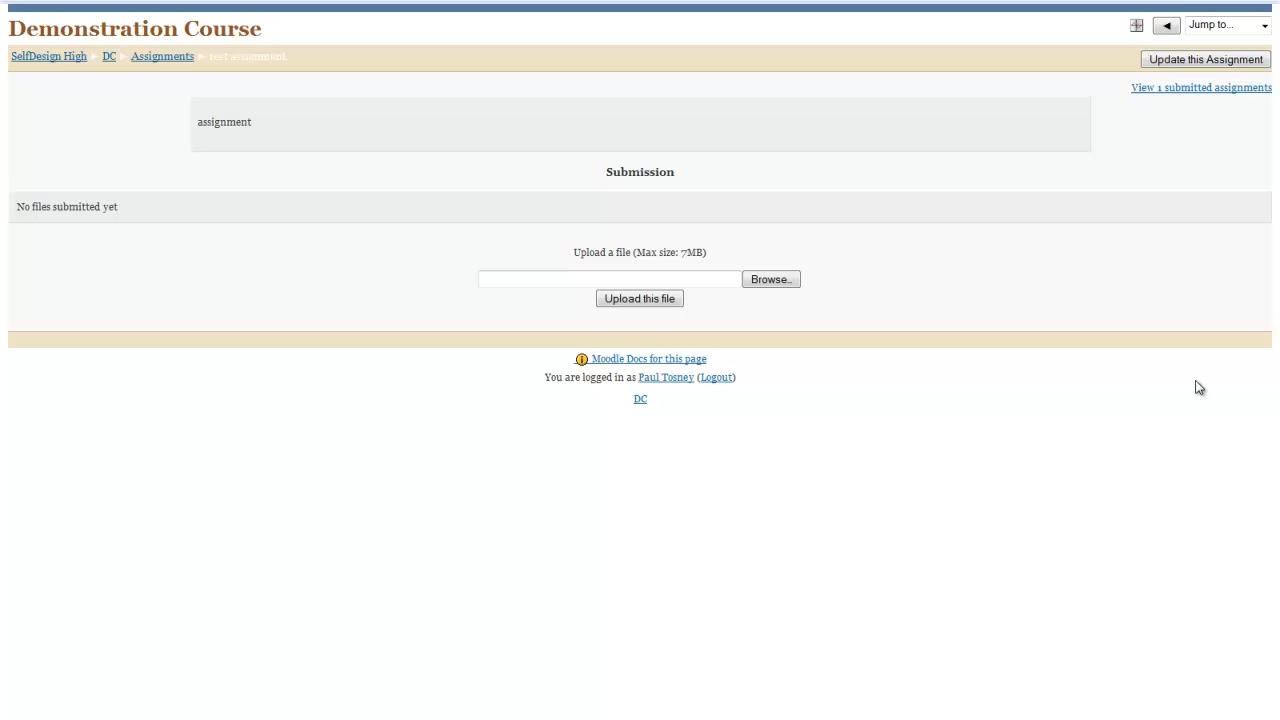 Demonstration Course
Jump to...
SelfDesign High ► DC ► Assignments ► test assignment
Update this Assignment
View 1 submitted assignments
assignment
Submission
No files submitted yet
Upload a file (Max size: 7MB)
Browse..
Upload this file
Moodle Docs for this page
You are logged in as Paul Tosney (Logout)
DC